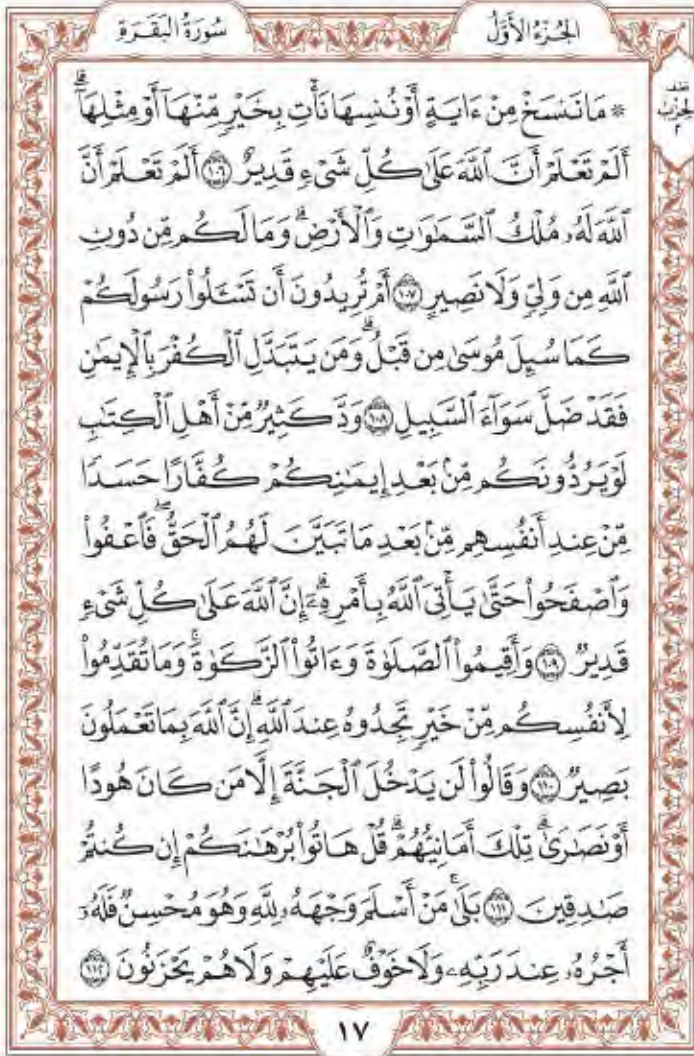 سُورَةُ البَقَرَةِ
الجُزْءُ الأَوَّلُ
نصف
الحزب
٢
* مَا نَنسَخْ مِنْ ءَايَةٍ أَوْ نُنسِهَا نَأْتِ بِخَيْرٍ مِّنْهَآ أَوْ مِثْلِهَآۗ
أَلَمْ تَعْلَمْ أَنَّ ٱللَّهَ عَلَىٰ كُلِّ شَىْءٍ قَدِيرٌ ١٠٦ أَلَمْ تَعْلَمْ أَنَّ
ٱللَّهَ لَهُۥ مُلْكُ ٱلسَّمَٰوَٰتِ وَٱلْأَرْضِۗ وَمَا لَكُم مِّن دُونِ
ٱللَّهِ مِن وَلِىٍّ وَلَا نَصِيرٍ ١٠٧ أَمْ تُرِيدُونَ أَن تَسْـَٔلُوا۟ رَسُولَكُمْ
كَمَا سُئِلَ مُوسَىٰ مِن قَبْلُۗ وَمَن يَتَبَدَّلِ ٱلْكُفْرَ بِٱلْإِيمَٰنِ
فَقَدْ ضَلَّ سَوَآءَ ٱلسَّبِيلِ ١٠٨ وَدَّ كَثِيرٌ مِّنْ أَهْلِ ٱلْكِتَٰبِ
لَوْ يَرُدُّونَكُم مِّنۢ بَعْدِ إِيمَٰنِكُمْ كُفَّارًا حَسَدًا
مِّنْ عِندِ أَنفُسِهِم مِّنۢ بَعْدِ مَا تَبَيَّنَ لَهُمُ ٱلْحَقُّۖ فَٱعْفُوا۟
وَٱصْفَحُوا۟ حَتَّىٰ يَأْتِىَ ٱللَّهُ بِأَمْرِهِۦٓۗ إِنَّ ٱللَّهَ عَلَىٰ كُلِّ شَىْءٍ
قَدِيرٌ ١٠٩ وَأَقِيمُوا۟ ٱلصَّلَوٰةَ وَءَاتُوا۟ ٱلزَّكَوٰةَۚ وَمَا تُقَدِّمُوا۟
لِأَنفُسِكُم مِّنْ خَيْرٍ تَجِدُوهُ عِندَ ٱللَّهِۗ إِنَّ ٱللَّهَ بِمَا تَعْمَلُونَ
بَصِيرٌ ١١٠ وَقَالُوا۟ لَن يَدْخُلَ ٱلْجَنَّةَ إِلَّا مَن كَانَ هُودًا
أَوْ نَصَٰرَىٰۗ تِلْكَ أَمَانِيُّهُمْۗ قُلْ هَاتُوا۟ بُرْهَٰنَكُمْ إِن كُنتُمْ
صَٰدِقِينَ ١١١ بَلَىٰۚ مَنْ أَسْلَمَ وَجْهَهُۥ لِلَّهِ وَهُوَ مُحْسِنٌ فَلَهُۥٓ
أَجْرُهُۥ عِندَ رَبِّهِۦ وَلَا خَوْفٌ عَلَيْهِمْ وَلَا هُمْ يَحْزَنُونَ ١١٢
١٧